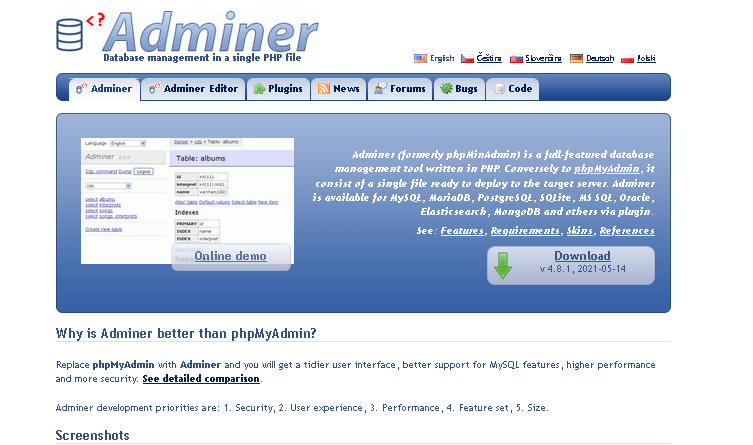 <? Adminer
Database management in a single PHP file
English Čeština Slovenčina Deutsch Polski
Adminer Adminer Editor Plugins News Forums Bugs Code
Language: English
Adminer 2.0.0
SQL command Dump Logout
cds
select albums
select interprets
select songs
select songs_interprets
Create new table
Server » cds » Table: albums
Table: albums
id int(11)
interpret int(11) NULL
name varchar(100)
Alter table Default values Select table New item
Indexes
PRIMARY id
INDEX name
INDEX interpret
Online demo
Adminer (formerly phpMinAdmin) is a full-featured database
management tool written in PHP. Conversely to phpMyAdmin, it
consist of a single file ready to deploy to the target server. Adminer
is available for MySQL, MariaDB, PostgreSQL, SQLite, MS SQL, Oracle,
Elasticsearch, MongoDB and others via plugin.
See: Features, Requirements, Skins, References
Download
v 4.8.1, 2021-05-14
Why is Adminer better than phpMyAdmin?
Replace phpMyAdmin with Adminer and you will get a tidier user interface, better support for MySQL features, higher performance
and more security. See detailed comparison.
Adminer development priorities are: 1. Security, 2. User experience, 3. Performance, 4. Feature set, 5. Size.
Screenshots